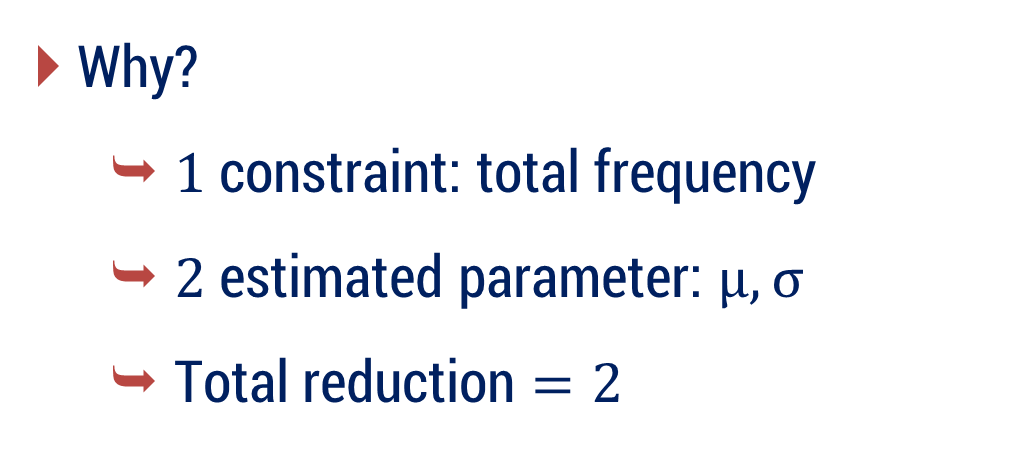 Why?
1 constraint: total frequency
2 estimated parameter: μ, σ
Total reduction = 2